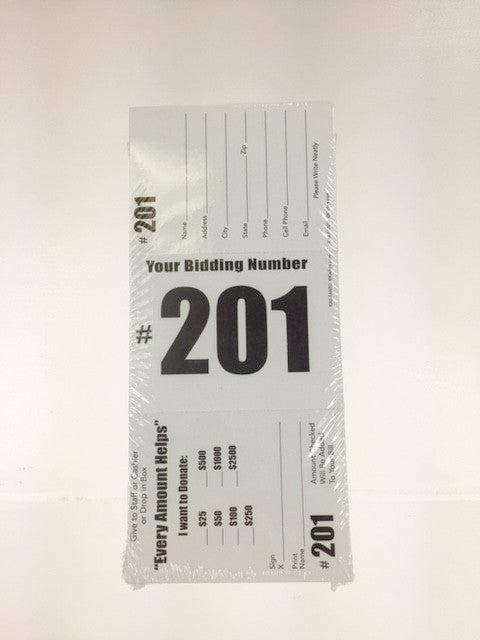 # 201
Name
Address
City
State Zip
Phone
Cell Phone
Email
Please Write Neatly
Your Bidding Number
# 201
Give to Staff or Cashier
or Drop in Box
"Every Amount Helps"
I want to Donate:
$25 $500
$50 $1000
$100 $2500
$250
Sign
X
Print
Name
Amount Checked
Will Be Added
To Your Bill
# 201